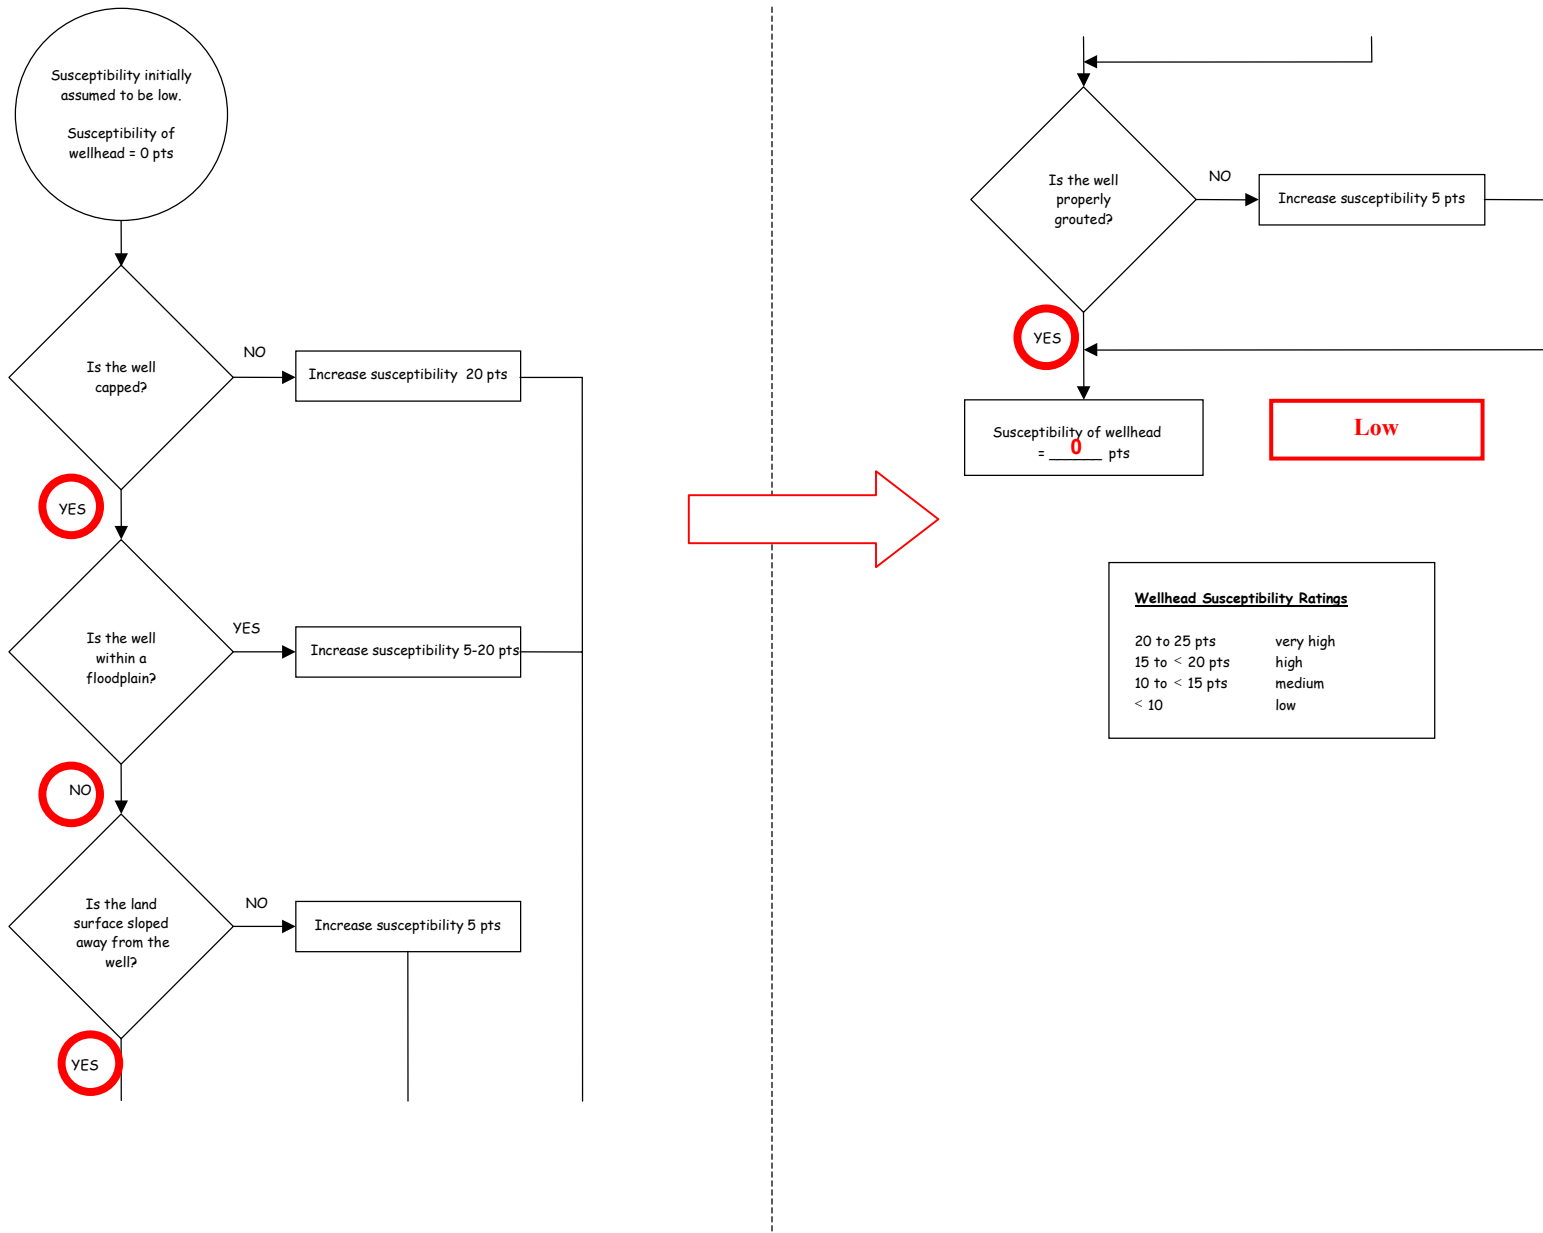 Susceptibility initially
assumed to be low.
Susceptibility of
wellhead = 0 pts
Is the well
capped?
NO
Increase susceptibility  20 pts
YES
Is the well
within a
floodplain?
YES
Increase susceptibility 5-20 pts
NO
Is the land
surface sloped
away from the
well?
NO
Increase susceptibility 5 pts
YES
Is the well
properly
grouted?
NO
Increase susceptibility 5 pts
YES
Susceptibility of wellhead
= __0__ pts
Low
Wellhead Susceptibility Ratings
20 to 25 pts very high
15 to < 20 pts high
10 to < 15 pts medium
< 10 low